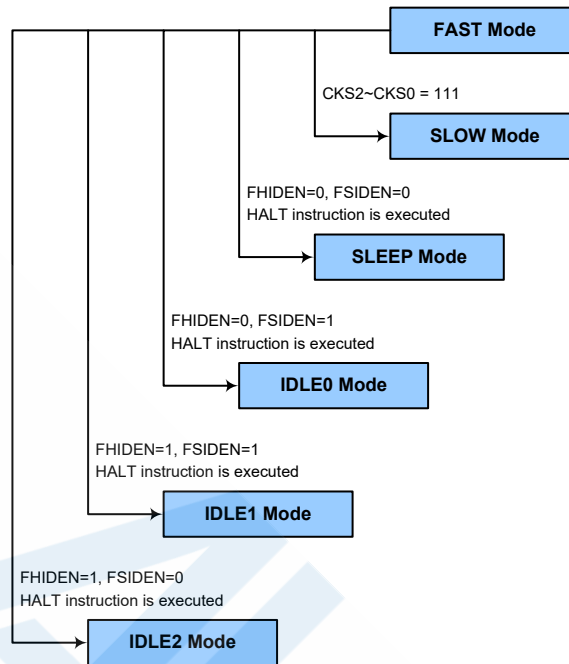 FAST Mode
CKS2~CKS0 = 111
SLOW Mode
FHIDEN=0, FSIDEN=0
HALT instruction is executed
SLEEP Mode
FHIDEN=0, FSIDEN=1
HALT instruction is executed
IDLE0 Mode
FHIDEN=1, FSIDEN=1
HALT instruction is executed
IDLE1 Mode
FHIDEN=1, FSIDEN=0
HALT instruction is executed
IDLE2 Mode